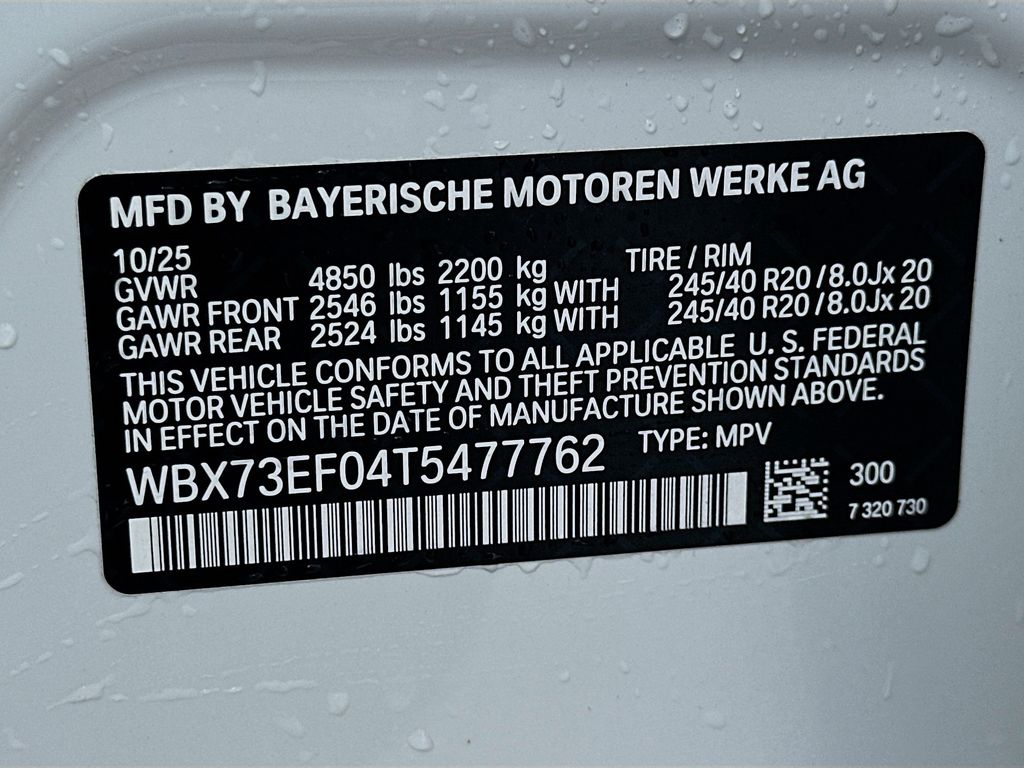 MFD BY BAYERISCHE MOTOREN WERKE AG
10/25 TIRE / RIM
GVWR 4850 lbs 2200 kg
GAWR FRONT 2546 lbs 1155 kg WITH 245/40 R20 /8.0Jx 20
GAWR REAR 2524 lbs 1145 kg WITH 245/40 R20 /8.0Jx 20
THIS VEHICLE CONFORMS TO ALL APPLICABLE U. S. FEDERAL
MOTOR VEHICLE SAFETY AND THEFT PREVENTION STANDARDS
IN EFFECT ON THE DATE OF MANUFACTURE SHOWN ABOVE.
WBX73EF04T5477762 TYPE: MPV
300
7 320 730